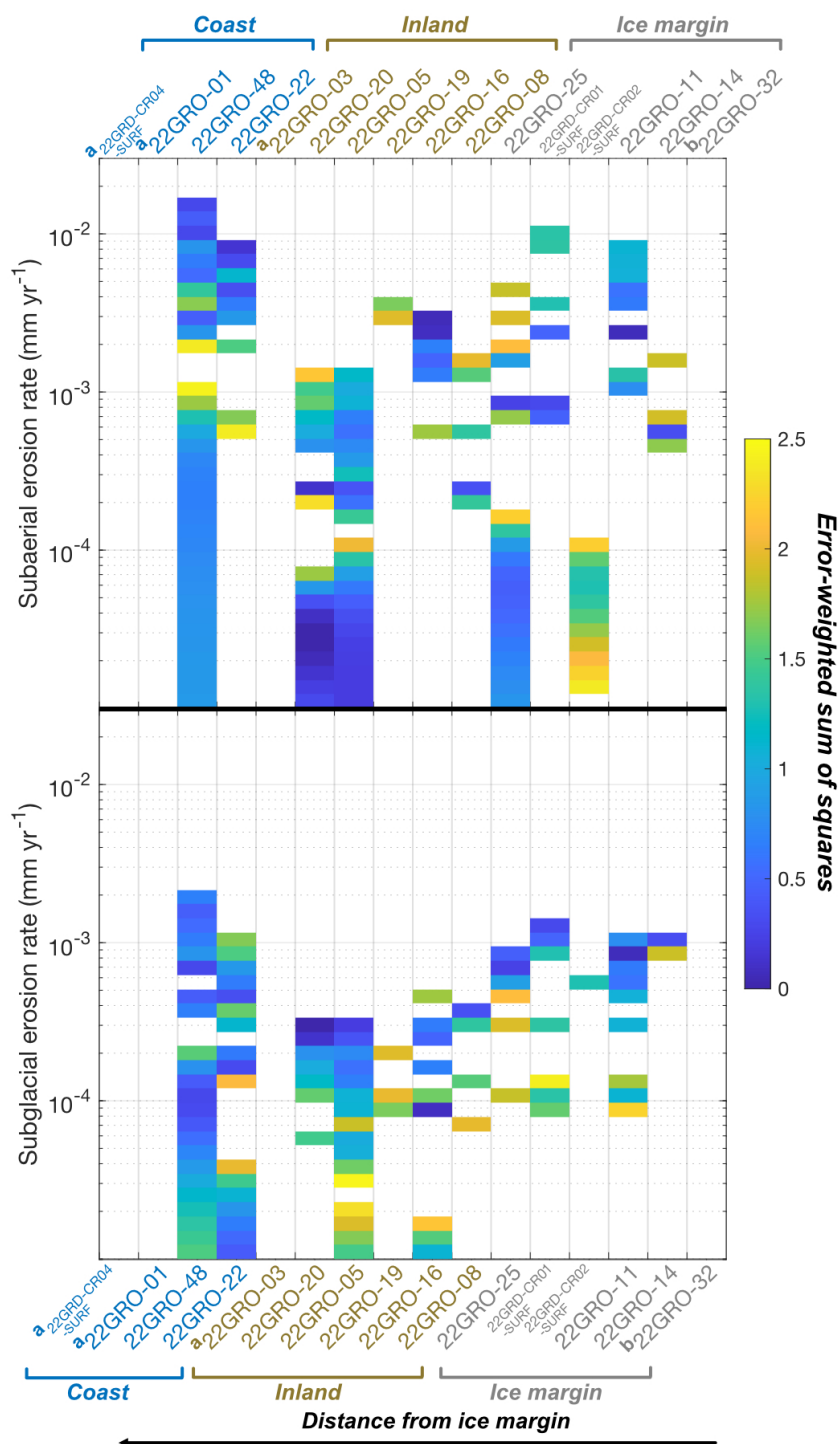 Coast
Inland
Ice margin
a 22GRD-CR04
-SURF
a22GRO-01
22GRO-48
22GRO-22
a22GRO-03
22GRO-20
22GRO-05
22GRO-19
22GRO-16
22GRO-08
22GRO-25
22GRD-CR01
-SURF
22GRD-CR02
-SURF
22GRO-11
22GRO-14
b22GRO-32
Subaerial erosion rate (mm yr⁻¹)
10⁻²
10⁻³
10⁻⁴
Subglacial erosion rate (mm yr⁻¹)
10⁻²
10⁻³
10⁻⁴
2.5
2
1.5
1
0.5
0
Error-weighted sum of squares
a 22GRD-CR04
-SURF
a22GRO-01
22GRO-48
22GRO-22
a22GRO-03
22GRO-20
22GRO-05
22GRO-19
22GRO-16
22GRO-08
22GRO-25
22GRD-CR01
-SURF
22GRD-CR02
-SURF
22GRO-11
22GRO-14
b22GRO-32
Coast
Inland
Ice margin
Distance from ice margin